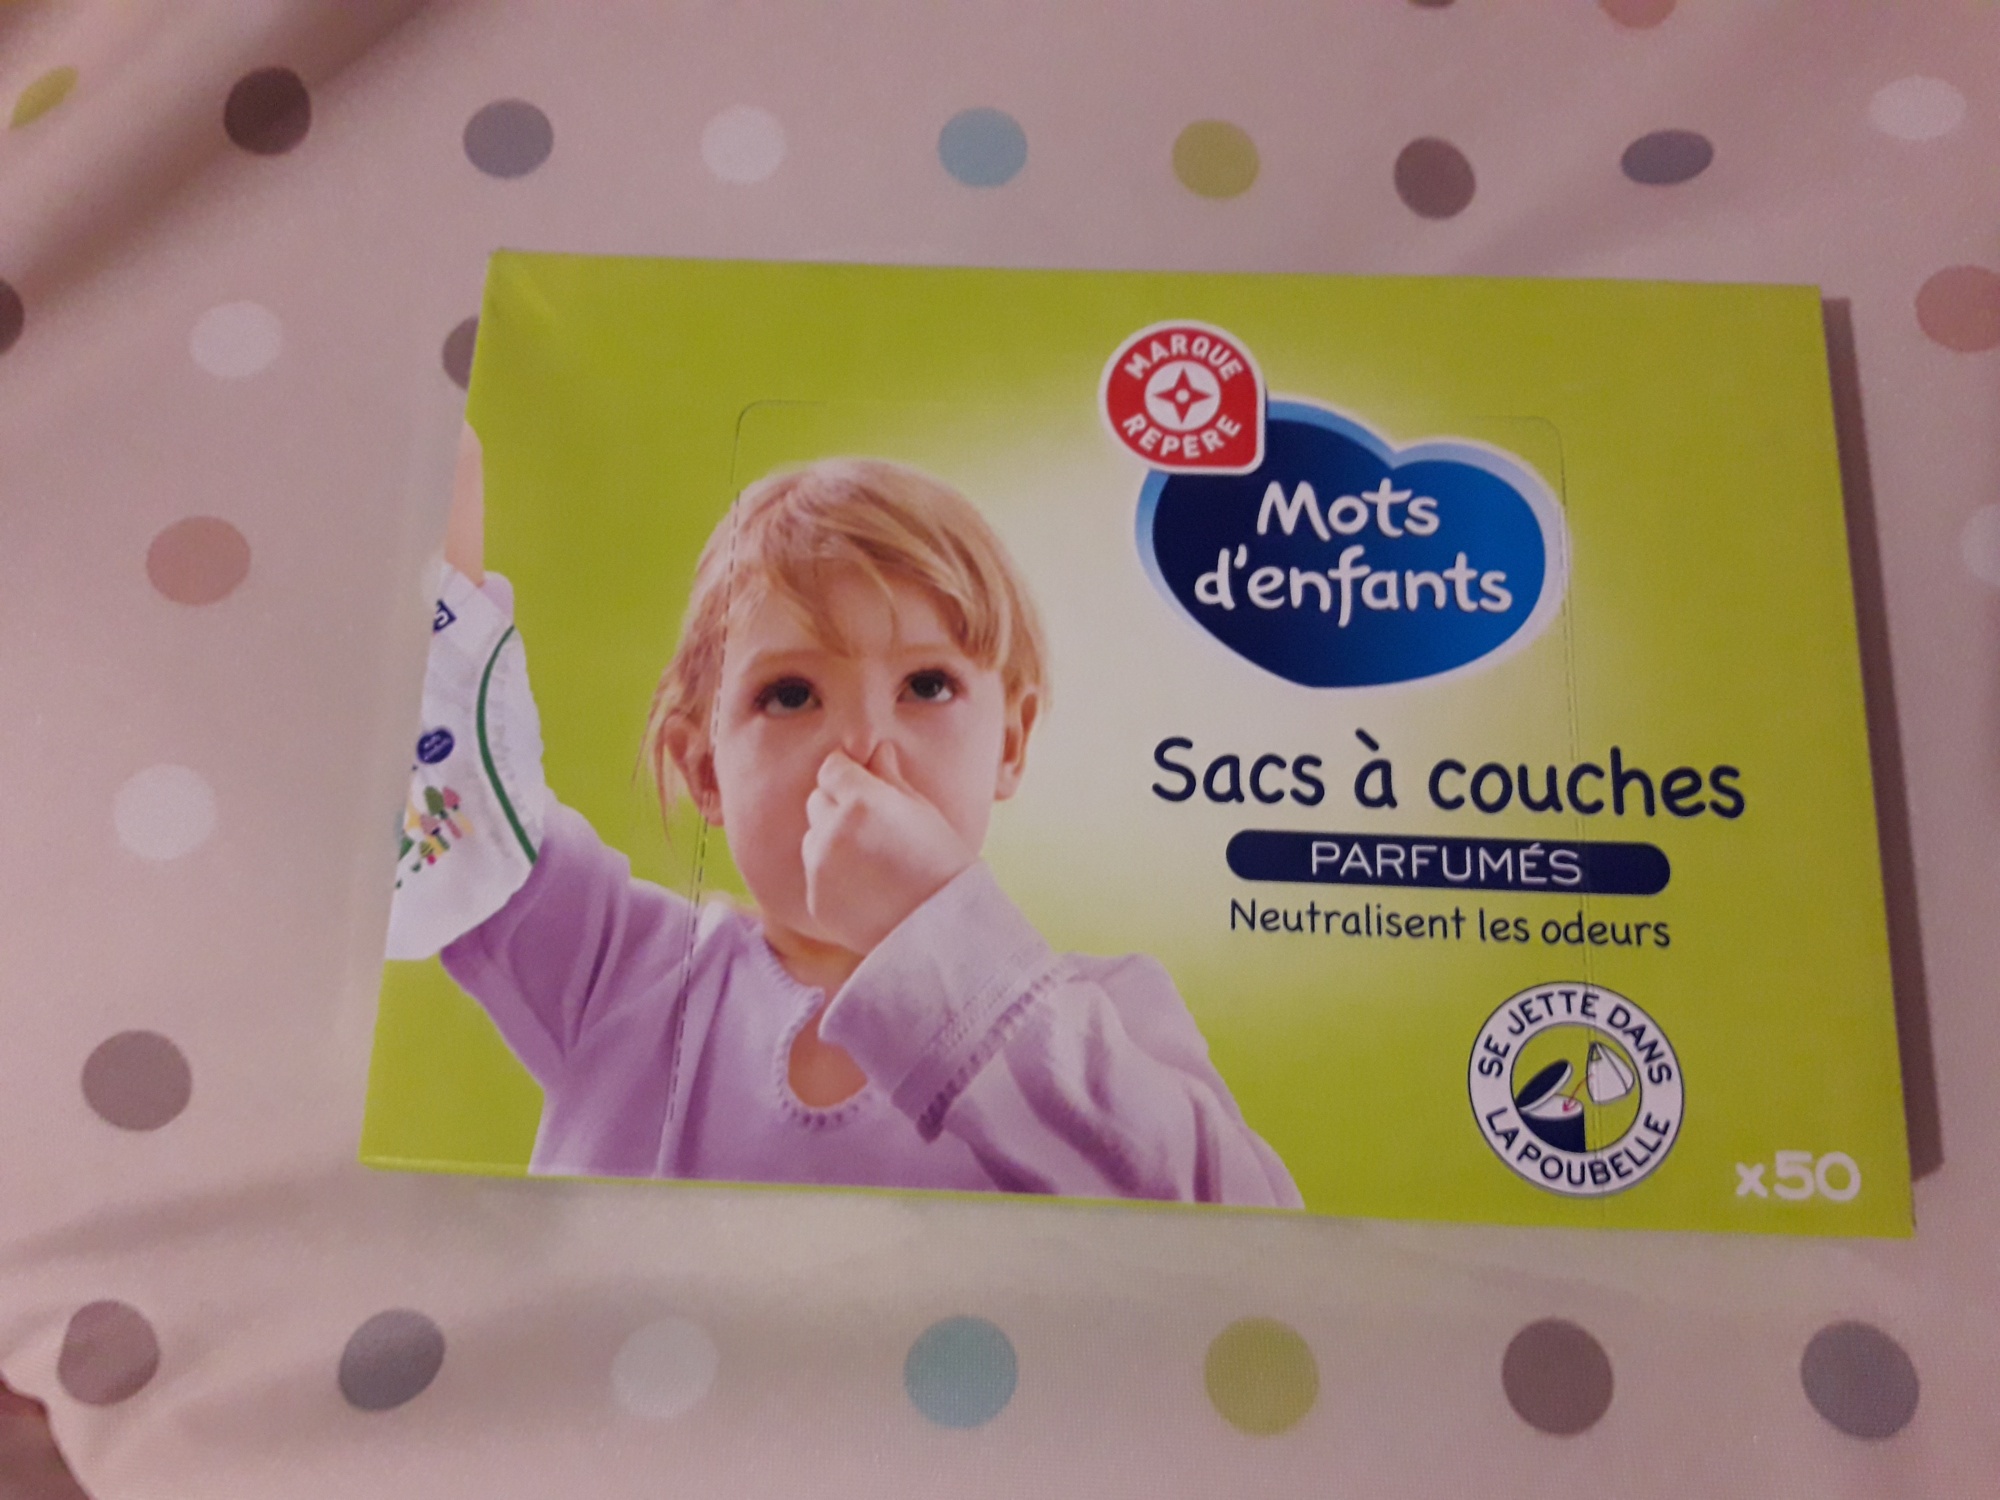 MARQUE
REPÈRE
Mots
d'enfants
Sacs à couches
PARFUMÉS
Neutralisent les odeurs
SE JETTE DANS
LA POUBELLE
x50